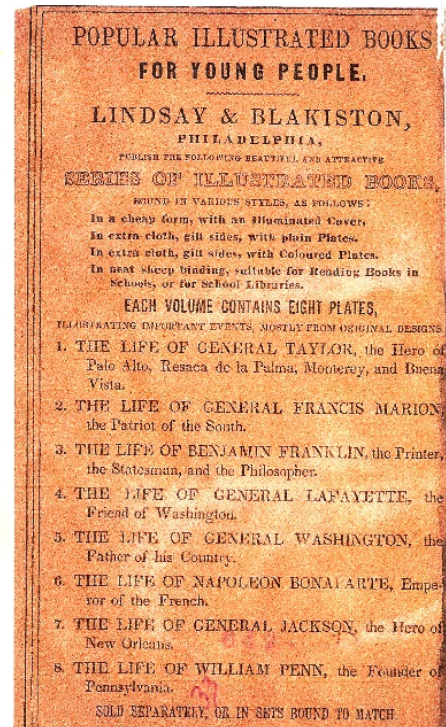 POPULAR ILLUSTRATED BOOKS
FOR YOUNG PEOPLE.
LINDSAY & BLAKISTON,
PHILADELPHIA,
PUBLISH THE FOLLOWING BEAUTIFUL AND ATTRACTIVE
SERIES OF ILLUSTRATED BOOKS,
BOUND IN VARIOUS STYLES, AS FOLLOWS:
In a cheap form, with an Illuminated Cover.
In extra cloth, gilt sides, with plain Plates.
In extra cloth, gilt sides, with Coloured Plates.
In neat sheep binding, suitable for Reading Books in
Schools, or for School Libraries.
EACH VOLUME CONTAINS EIGHT PLATES,
ILLUSTRATING IMPORTANT EVENTS, MOSTLY FROM ORIGINAL DESIGNS
1. THE LIFE OF GENERAL TAYLOR, the Hero of
Palo Alto, Resaca de la Palma, Monterey, and Buena
Vista.
2. THE LIFE OF GENERAL FRANCIS MARION
the Patriot of the South.
3. THE LIFE OF BENJAMIN FRANKLIN, the Printer,
the Statesman, and the Philosopher.
4. THE LIFE OF GENERAL LAFAYETTE, the
Friend of Washington.
5. THE LIFE OF GENERAL WASHINGTON, the
Father of his Country.
6. THE LIFE OF NAPOLEON BONAPARTE, Empe-
ror of the French.
7. THE LIFE OF GENERAL JACKSON, the Hero of
New Orleans.
8. THE LIFE OF WILLIAM PENN, the Founder of
Pennsylvania.
SOLD SEPARATELY, OR IN SETS BOUND TO MATCH